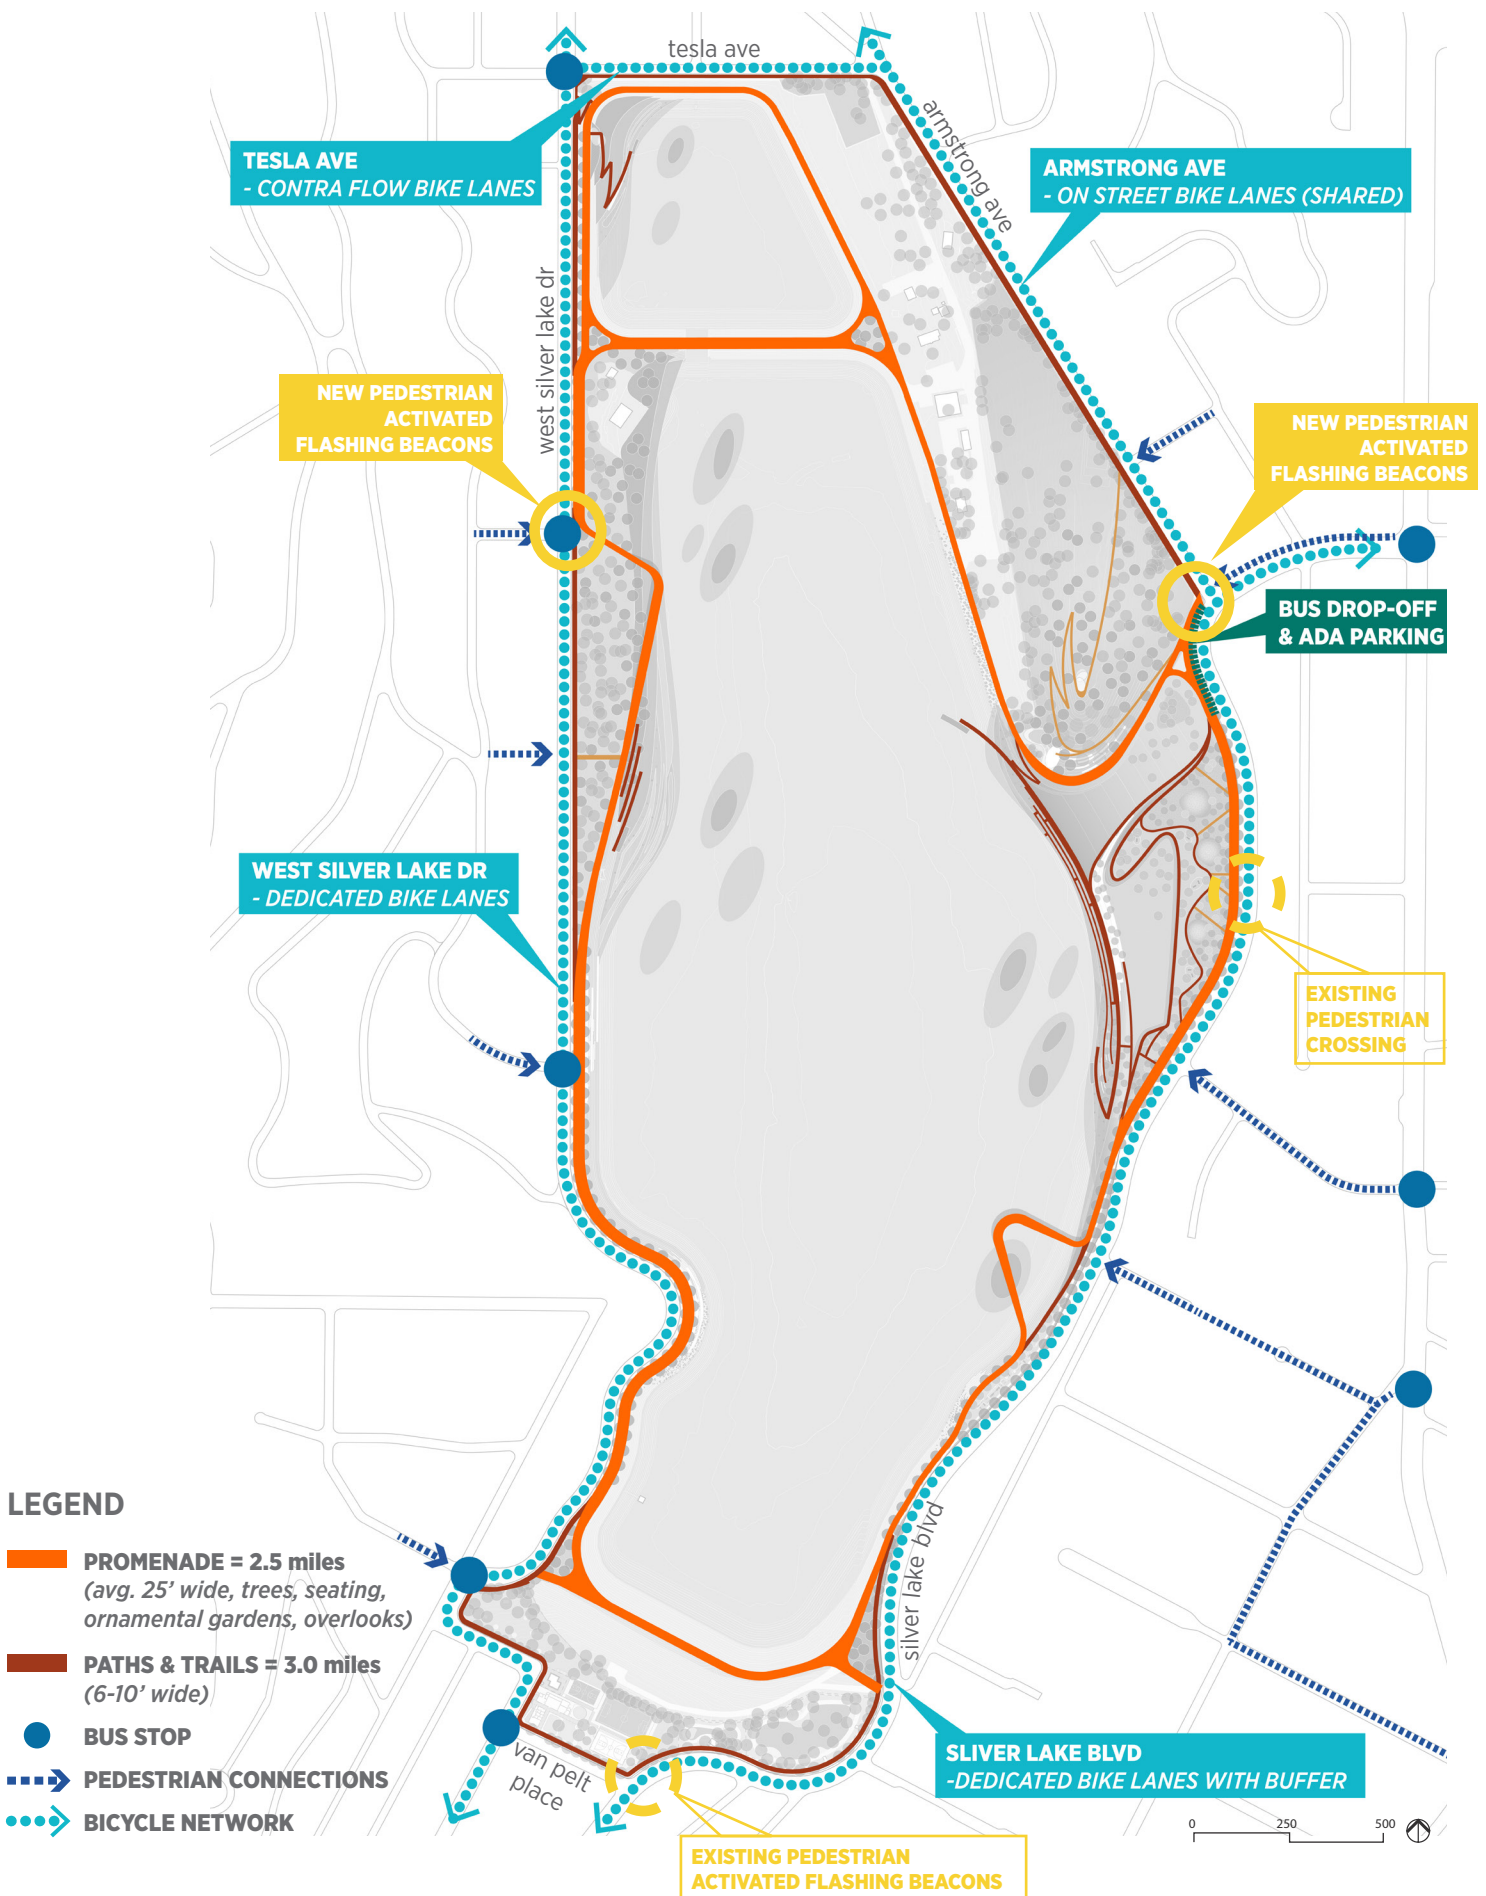 tesla ave
armstrong ave
TESLA AVE
- CONTRA FLOW BIKE LANES
ARMSTRONG AVE
- ON STREET BIKE LANES (SHARED)
west silver lake dr
NEW PEDESTRIAN
ACTIVATED
FLASHING BEACONS
NEW PEDESTRIAN
ACTIVATED
FLASHING BEACONS
BUS DROP-OFF
& ADA PARKING
WEST SILVER LAKE DR
- DEDICATED BIKE LANES
EXISTING
PEDESTRIAN
CROSSING
LEGEND
PROMENADE = 2.5 miles
(avg. 25' wide, trees, seating,
ornamental gardens, overlooks)
PATHS & TRAILS = 3.0 miles
(6-10' wide)
BUS STOP
PEDESTRIAN CONNECTIONS
BICYCLE NETWORK
silver lake blvd
van pelt
place
SLIVER LAKE BLVD
-DEDICATED BIKE LANES WITH BUFFER
EXISTING PEDESTRIAN
ACTIVATED FLASHING BEACONS
0 250 500